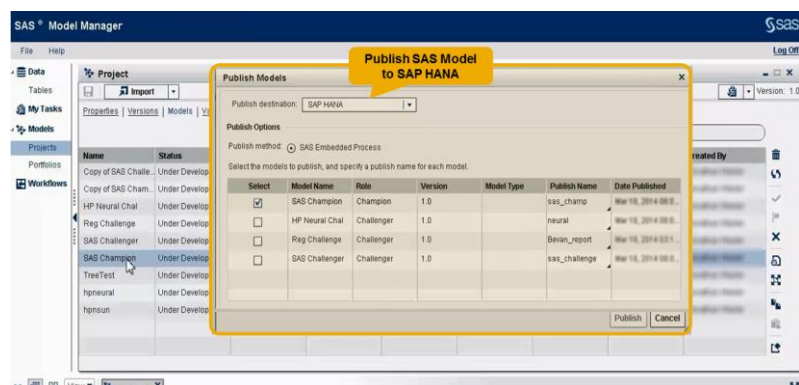 SAS ® Model Manager
Ssas
File Help
Log Off
Publish SAS Model
to SAP HANA
Data
Tables
My Tasks
Models
Projects
Portfolios
Workflows
Project
Import
Version: 1.0
Properties | Versions | Models |
Name Status
Created By
Copy of SAS Challe... Under Develop
Copy of SAS Cham... Under Develop
HP Neural Chal Under Develop
Reg Challenge Under Develop
SAS Challenger Under Develop
SAS Champion Under Develop
TreeTest Under Develop
hpneural Under Develop
hpnsun Under Develop
Publish Models
Publish destination: SAP HANA
Publish Options
Publish method: SAS Embedded Process
Select the models to publish, and specify a publish name for each model.
Select Model Name Role Version Model Type Publish Name Date Published
SAS Champion Champion 1.0 sas_champ
HP Neural Chal Challenger 1.0 neural
Reg Challenge Challenger 1.0 Bevan_report
SAS Challenger Challenger 1.0 sas_challenge
Publish Cancel